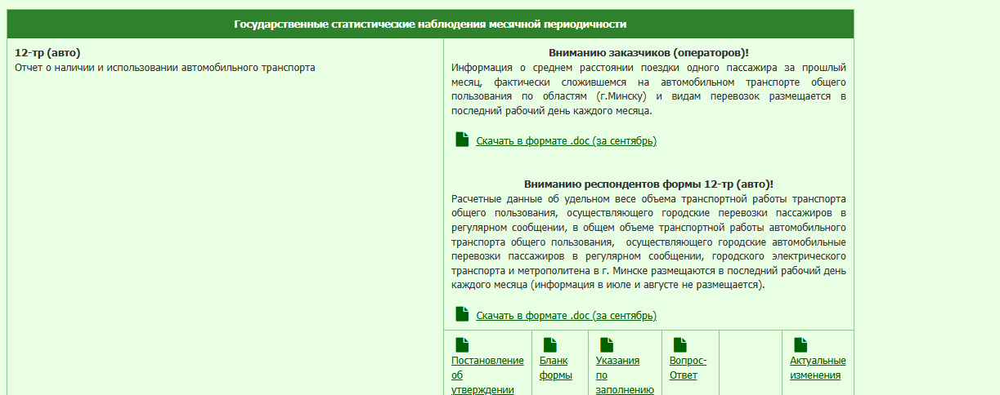 Государственные статистические наблюдения месячной периодичности
12-тр (авто)
Отчет о наличии и использовании автомобильного транспорта
Вниманию заказчиков (операторов)!
Информация о среднем расстоянии поездки одного пассажира за прошлый
месяц, фактически сложившемся на автомобильном транспорте общего
пользования по областям (г.Минску) и видам перевозок размещается в
последний рабочий день каждого месяца.
Скачать в формате .doc (за сентябрь)
Вниманию респондентов формы 12-тр (авто)!
Расчетные данные об удельном весе объема транспортной работы транспорта
общего пользования, осуществляющего городские перевозки пассажиров в
регулярном сообщении, в общем объеме транспортной работы автомобильного
транспорта общего пользования, осуществляющего городские автомобильные
перевозки пассажиров в регулярном сообщении, городского электрического
транспорта и метрополитена в г. Минске размещаются в последний рабочий день
каждого месяца (информация в июле и августе не размещается).
Скачать в формате .doc (за сентябрь)
Постановление
об
утверждении
Бланк
формы
Указания
по
заполнению
Вопрос-
Ответ
Актуальные
изменения